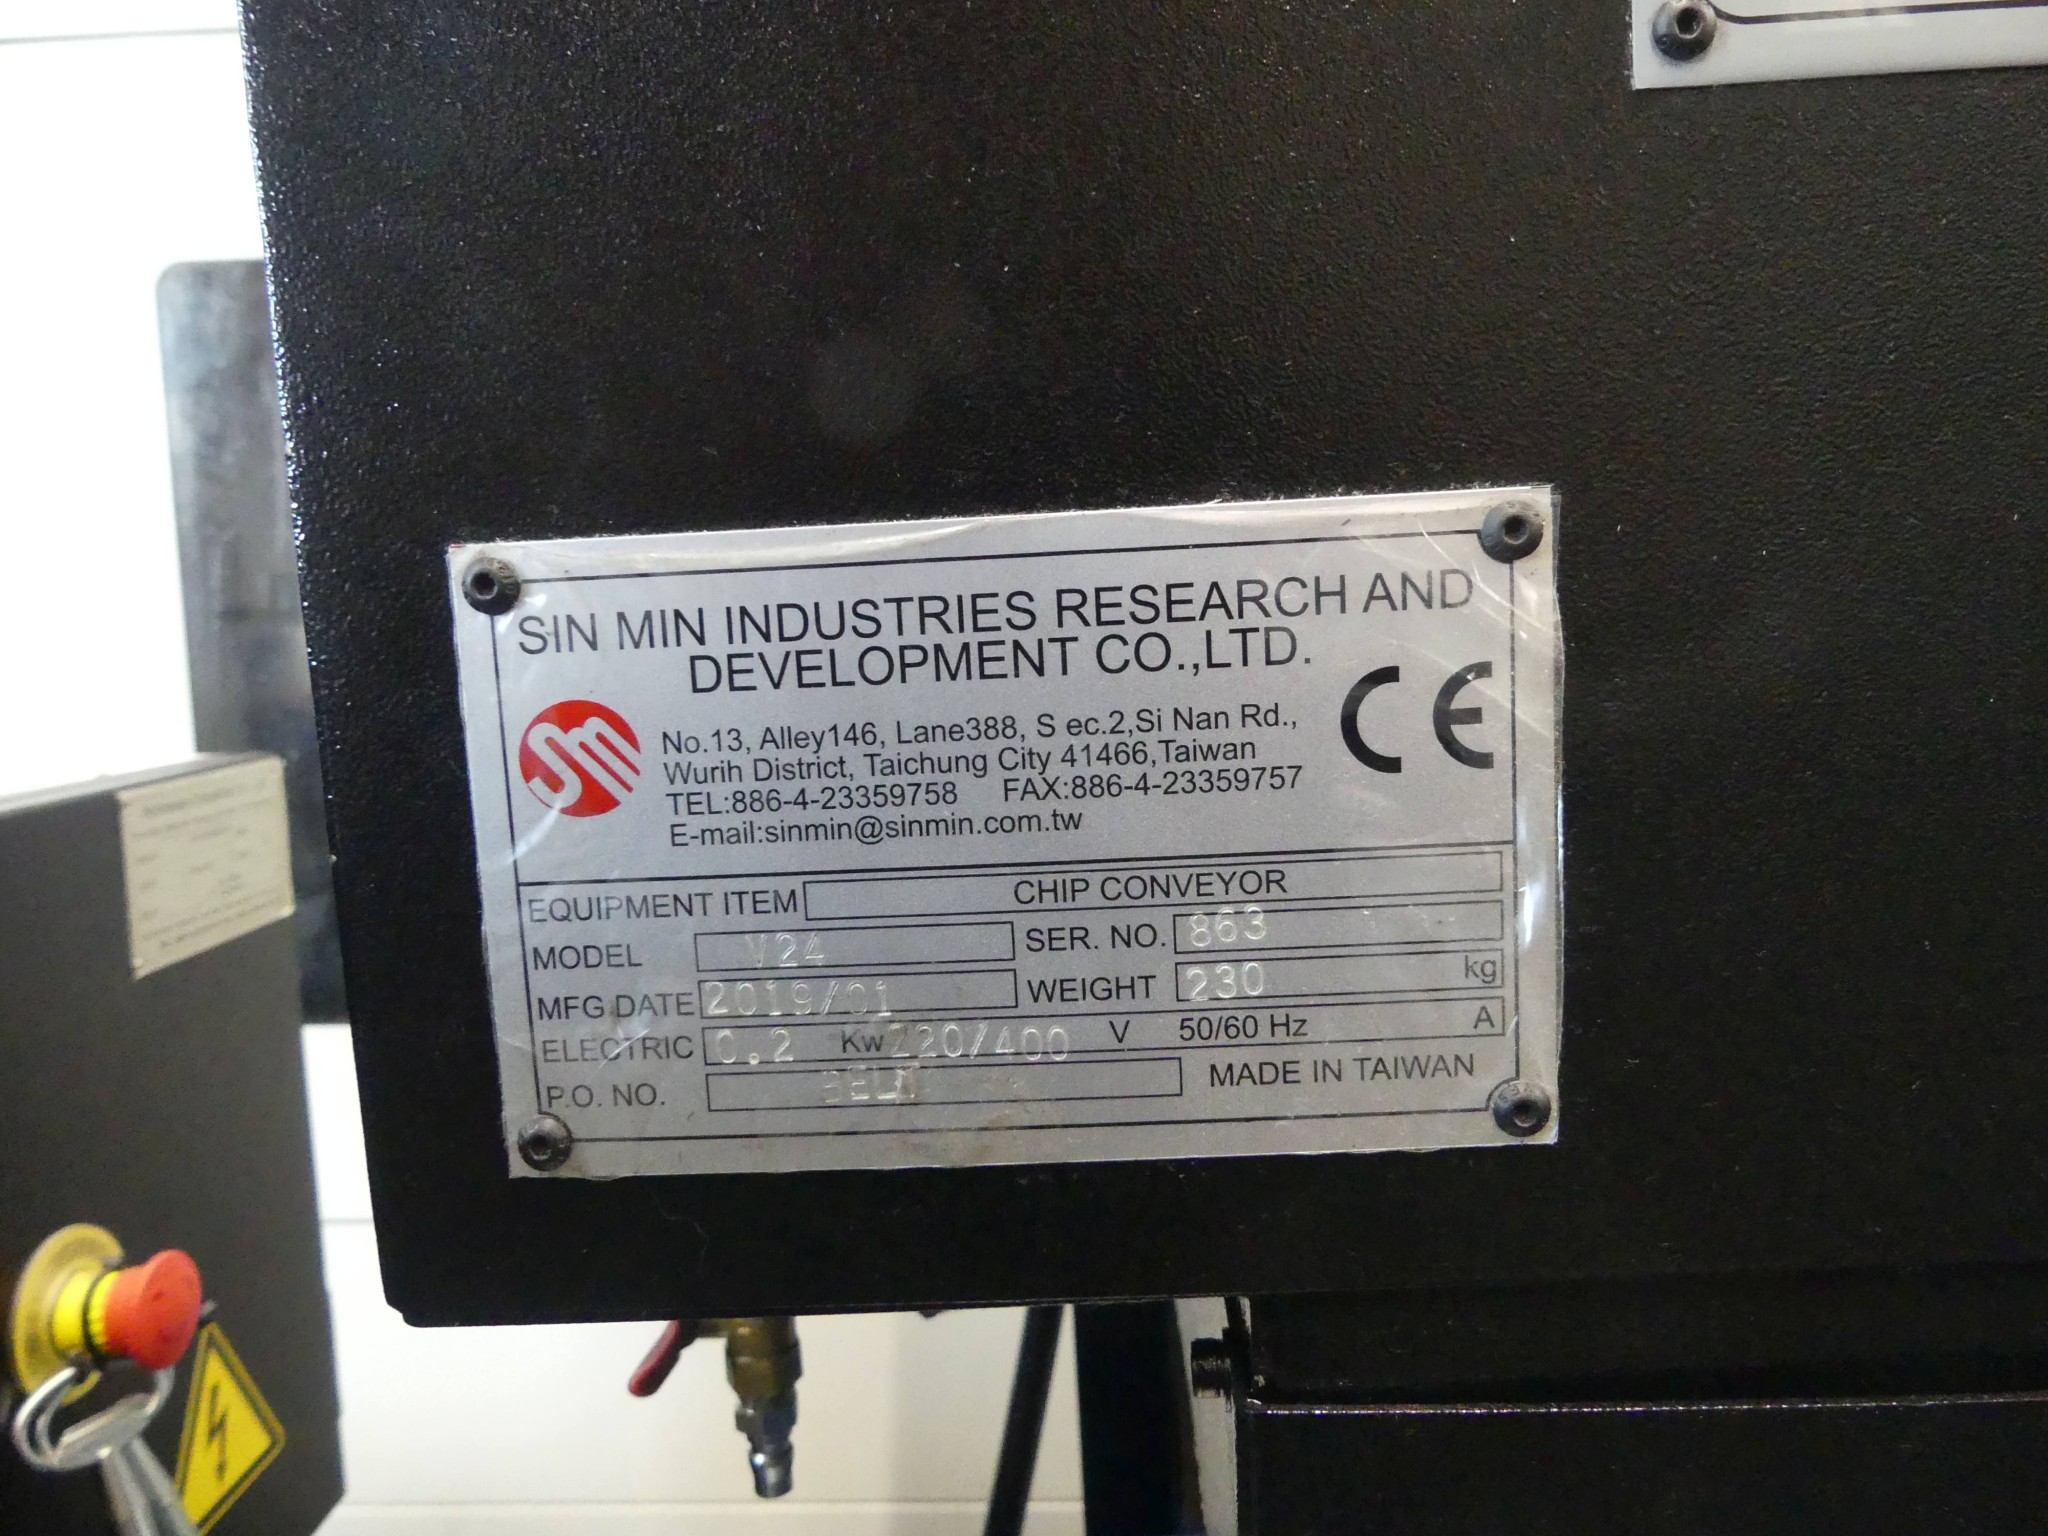 SIN MIN INDUSTRIES RESEARCH AND
DEVELOPMENT CO.,LTD.
SM
No.13, Alley146, Lane388, S ec.2,Si Nan Rd.,
Wurih District, Taichung City 41466,Taiwan
TEL:886-4-23359758 FAX:886-4-23359757
E-mail:sinmin@sinmin.com.tw
CE
EQUIPMENT ITEM CHIP CONVEYOR
MODEL V24 SER. NO. 863
MFG DATE 2019/01 WEIGHT 230 kg
ELECTRIC 0.2 Kw 220/400 V 50/60 Hz A
P.O. NO. BELT MADE IN TAIWAN